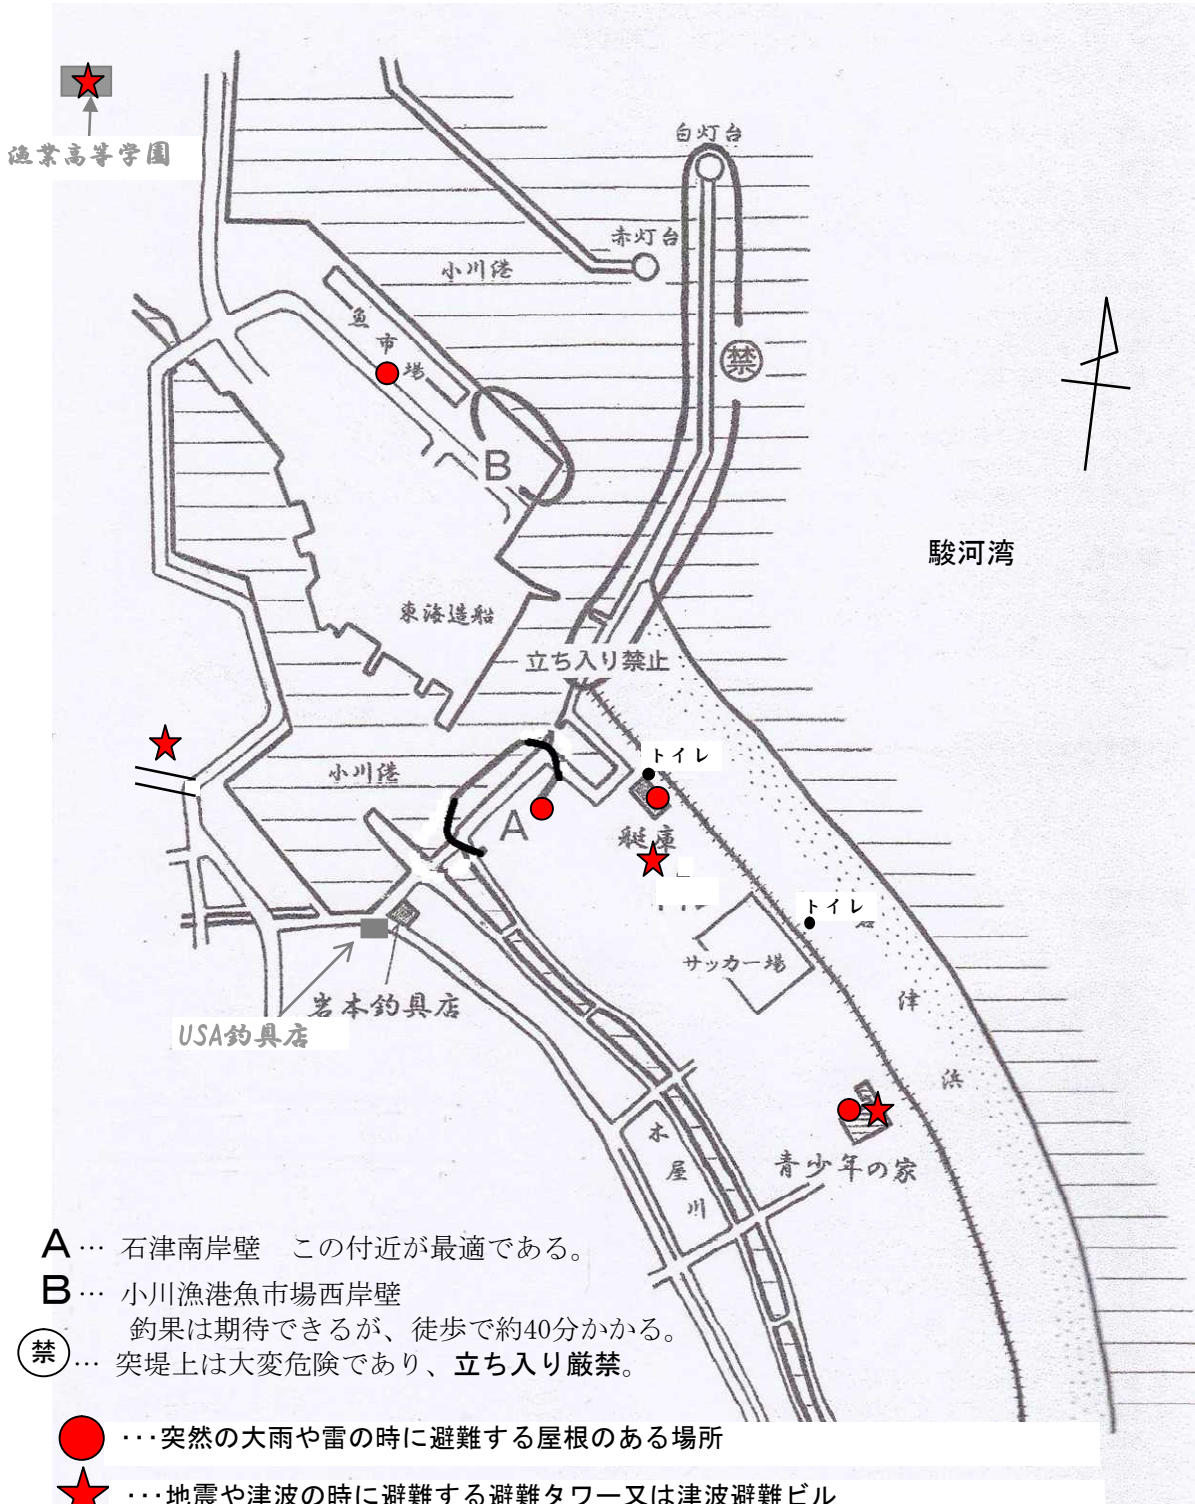 漁業高等学園
白灯台
赤灯台
小川港
魚市場
禁
B
駿河湾
東海造船
立ち入り禁止
トイレ
小川港
A
艇庫
トイレ
サッカー場
岩本釣具店
USA釣具店
津
浜
木屋川
青少年の家
A… 石津南岸壁　この付近が最適である。
B… 小川漁港魚市場西岸壁
釣果は期待できるが、徒歩で約40分かかる。
禁… 突堤上は大変危険であり、立ち入り厳禁。
･･･突然の大雨や雷の時に避難する屋根のある場所
･･･地震や津波の時に避難する避難タワー又は津波避難ビル